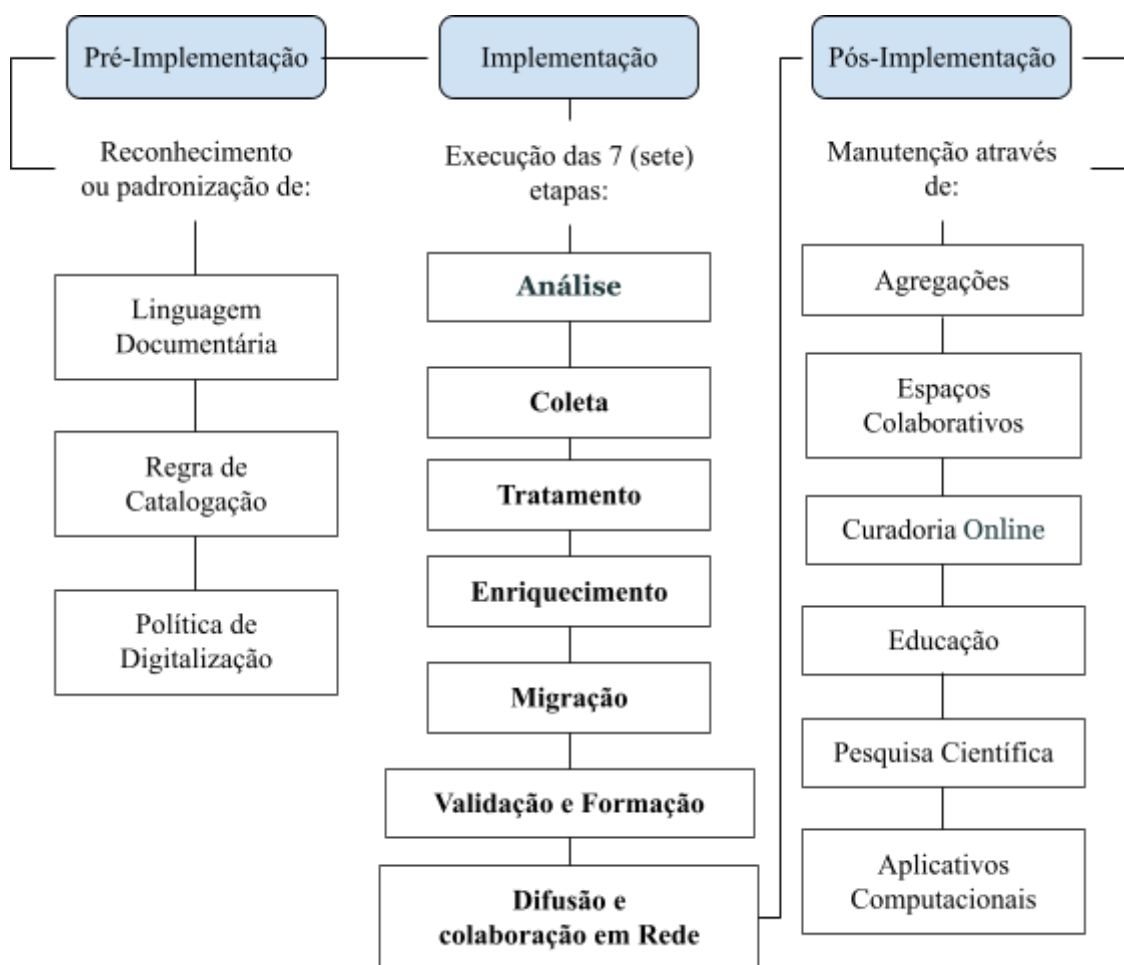 Pré-Implementação
Reconhecimento
ou padronização de:
Linguagem
Documentária
Regra de
Catalogação
Política de
Digitalização
Implementação
Execução das 7 (sete)
etapas:
Análise
Coleta
Tratamento
Enriquecimento
Migração
Validação e Formação
Difusão e
colaboração em Rede
Pós-Implementação
Manutenção através
de:
Agregações
Espaços
Colaborativos
Curadoria Online
Educação
Pesquisa Científica
Aplicativos
Computacionais